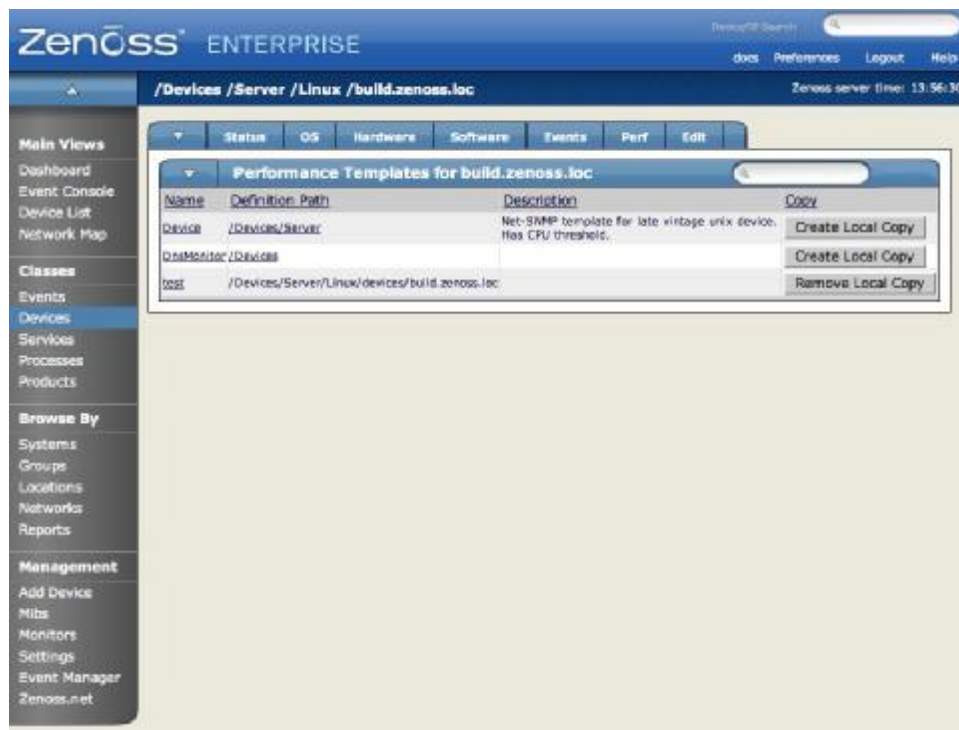 Zenōss ENTERPRISE
Device/IP Search
docs Preferences Logout Help
/Devices /Server /Linux /build.zenoss.loc
Zenoss server time: 13:56:30
Main Views
Dashboard
Event Console
Device List
Network Map
Classes
Events
Devices
Services
Processes
Products
Browse By
Systems
Groups
Locations
Networks
Reports
Management
Add Device
Mibs
Monitors
Settings
Event Manager
Zenoss.net
Status OS Hardware Software Events Perf Edit
Performance Templates for build.zenoss.loc
Name Definition Path Description Copy
Device /Devices/Server Net-SNMP template for late vintage unix device. Has CPU threshold. Create Local Copy
DnsMonitor /Devices Create Local Copy
test /Devices/Server/Linux/devices/build.zenoss.loc Remove Local Copy